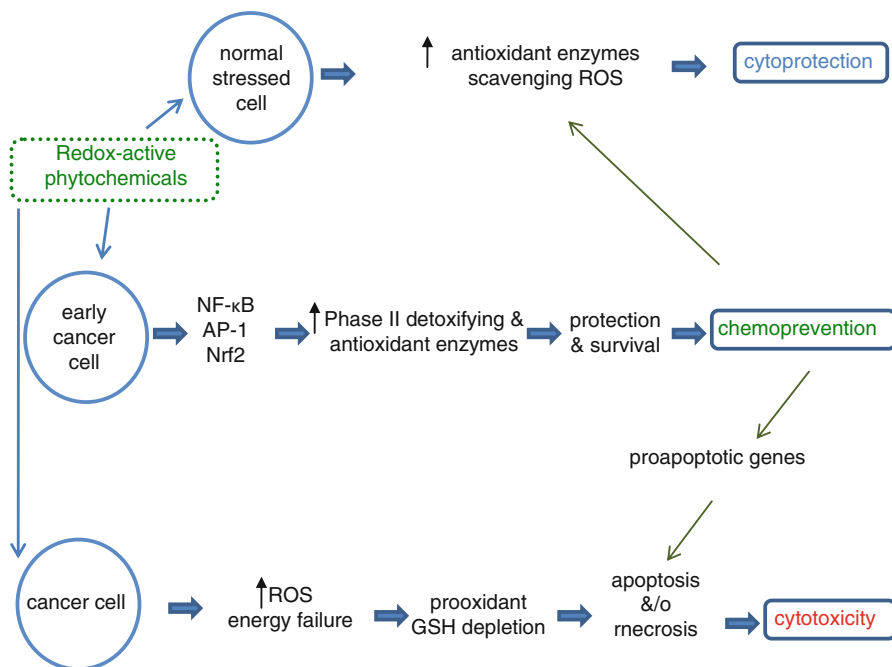 normal
stressed
cell
antioxidant enzymes
scavenging ROS
cytoprotection
Redox-active
phytochemicals
early
cancer
cell
NF-κB
AP-1
Nrf2
Phase II detoxifying &
antioxidant enzymes
protection
& survival
chemoprevention
proapoptotic genes
cancer cell
ROS
energy failure
prooxidant
GSH depletion
apoptosis
&/o
rnecrosis
cytotoxicity